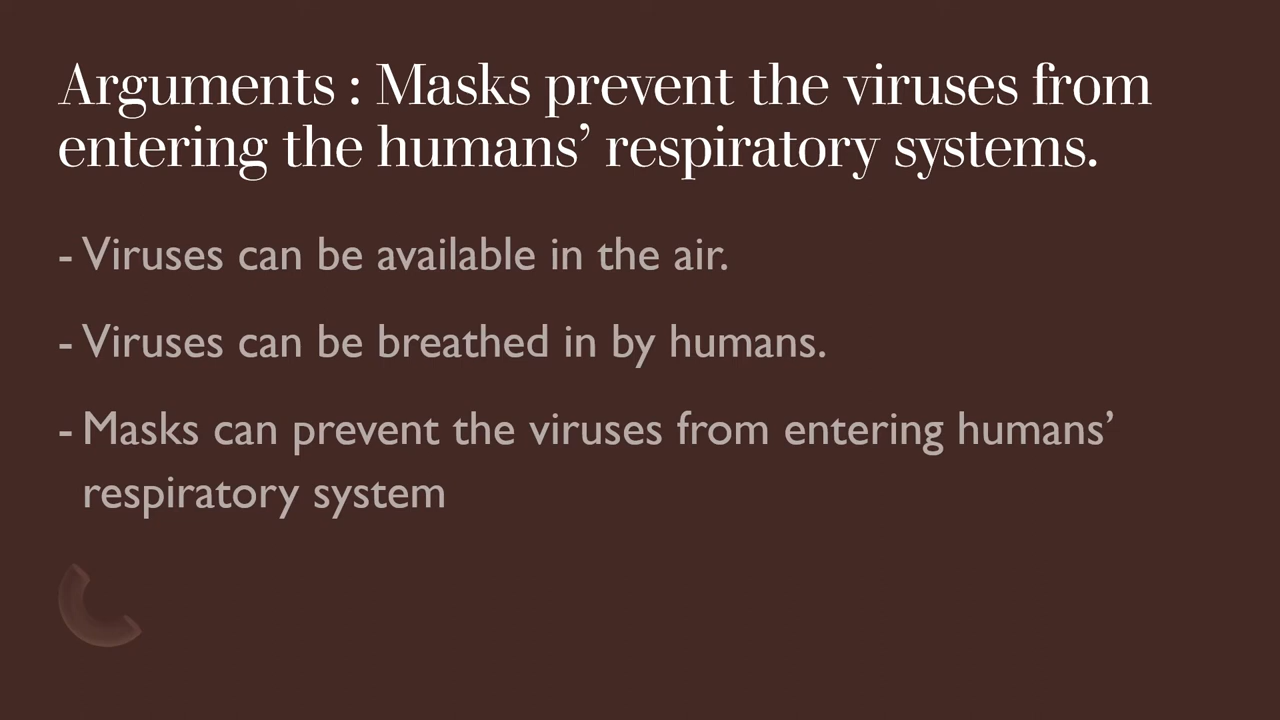 Arguments : Masks prevent the viruses from
entering the humans’ respiratory systems.
- Viruses can be available in the air.
- Viruses can be breathed in by humans.
- Masks can prevent the viruses from entering humans’
respiratory system